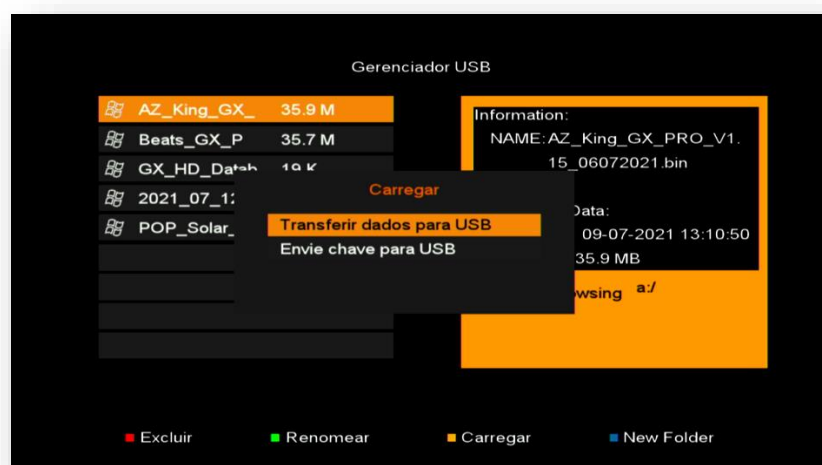 Gerenciador USB
AZ_King_GX_ 35.9 M
Beats_GX_P 35.7 M
GX_HD_Datab 19 K
2021_07_12
POP_Solar_
Information:
NAME: AZ_King_GX_PRO_V1.
15_06072021.bin
Data:
09-07-2021 13:10:50
35.9 MB
wsing a:/
Carregar
Transferir dados para USB
Envie chave para USB
Excluir Renomear Carregar New Folder